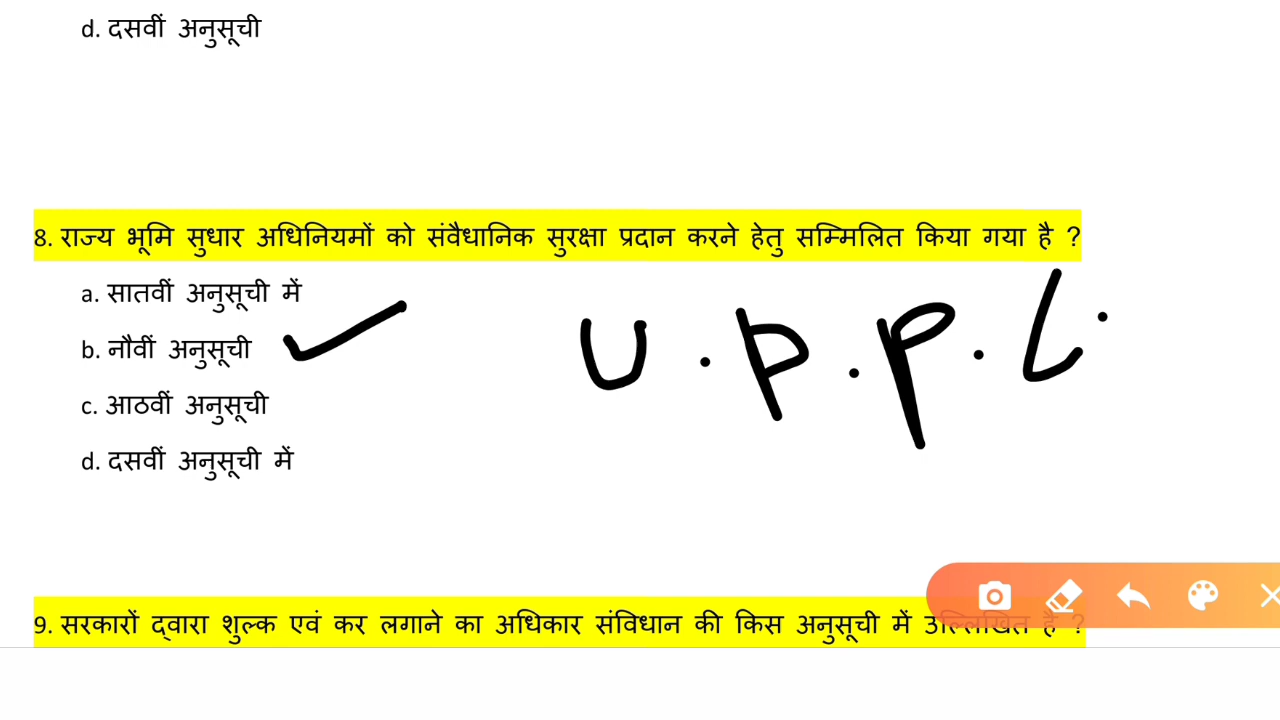 d. दसवीं अनुसूची
8. राज्य भूमि सुधार अधिनियमों को संवैधानिक सुरक्षा प्रदान करने हेतु सम्मिलित किया गया है ?
a. सातवीं अनुसूची में
b. नौवीं अनुसूची
U.P.P.L.
c. आठवीं अनुसूची
d. दसवीं अनुसूची में
9. सरकारों द्वारा शुल्क एवं कर लगाने का अधिकार संविधान की किस अनुसूची में उल्लिखित है ?